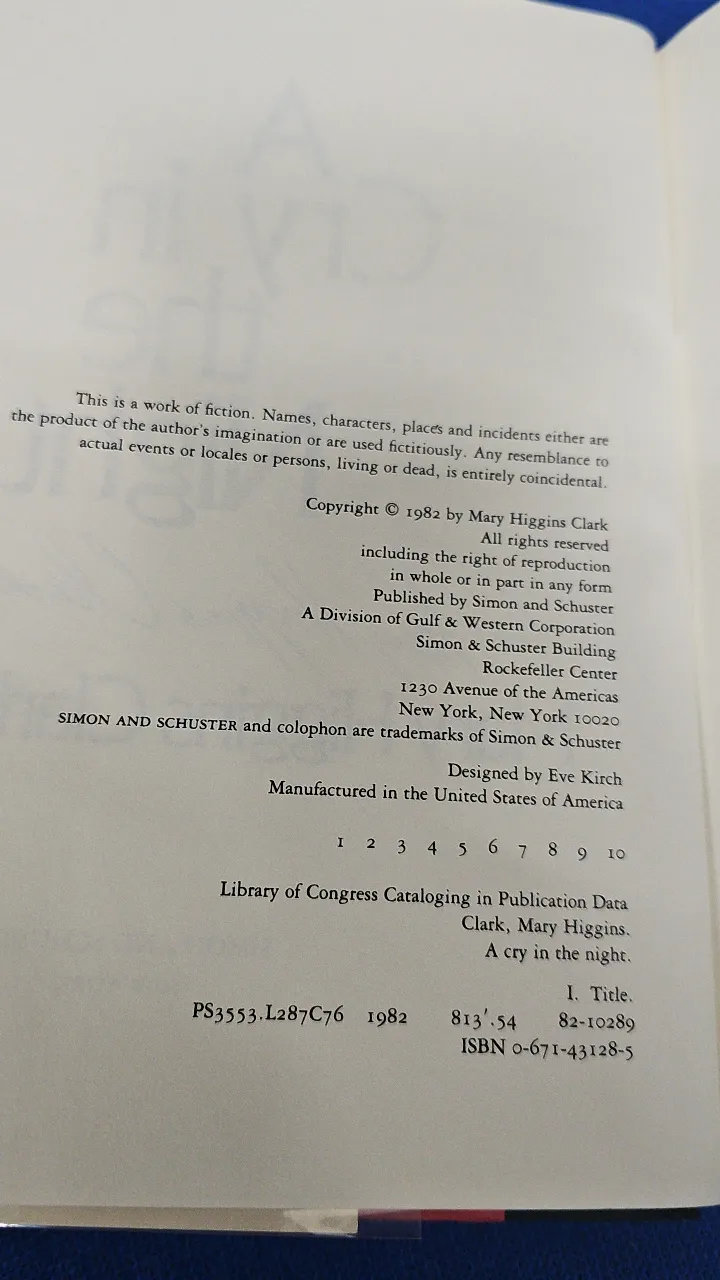 This is a work of fiction. Names, characters, places and incidents either are
the product of the author's imagination or are used fictitiously. Any resemblance to
actual events or locales or persons, living or dead, is entirely coincidental.
Copyright © 1982 by Mary Higgins Clark
All rights reserved
including the right of reproduction
in whole or in part in any form
Published by Simon and Schuster
A Division of Gulf & Western Corporation
Simon & Schuster Building
Rockefeller Center
1230 Avenue of the Americas
New York, New York 10020
SIMON AND SCHUSTER and colophon are trademarks of Simon & Schuster
Designed by Eve Kirch
Manufactured in the United States of America
1 2 3 4 5 6 7 8 9 10
Library of Congress Cataloging in Publication Data
Clark, Mary Higgins.
A cry in the night.
I. Title.
PS3553.L287C76 1982 813'.54 82-10289
ISBN 0-671-43128-5